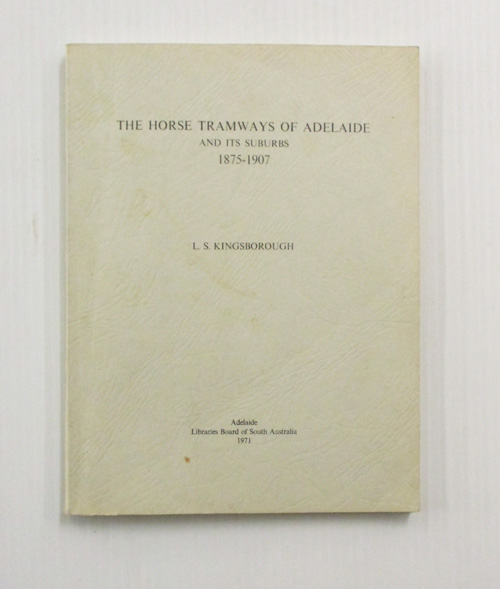 THE HORSE TRAMWAYS OF ADELAIDE
AND ITS SUBURBS
1875-1907
L. S. KINGSBOROUGH
Adelaide
Libraries Board of South Australia
1971